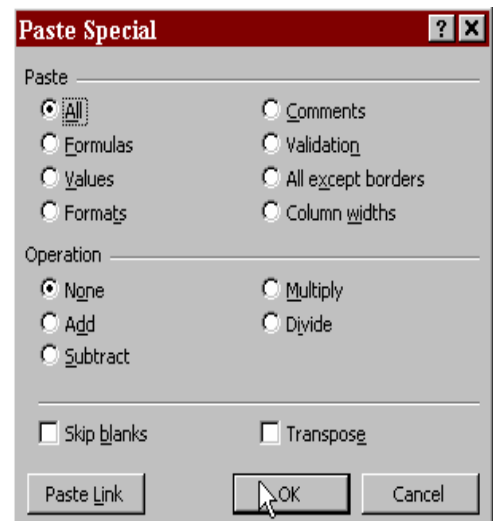 Paste Special ? X
Paste
All Comments
Formulas Validation
Values All except borders
Formats Column widths
Operation
None Multiply
Add Divide
Subtract
Skip blanks Transpose
Paste Link OK Cancel